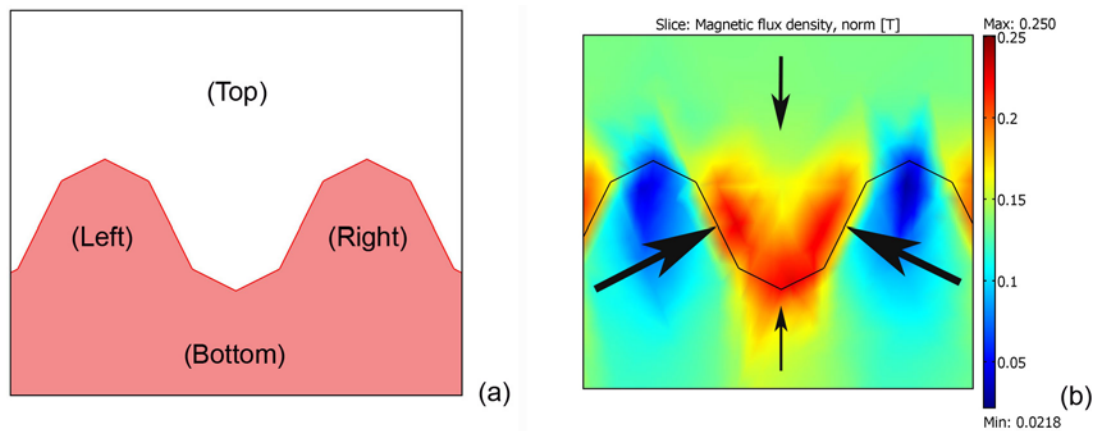 (Top)
(Left)
(Right)
(Bottom)
(a)
Slice: Magnetic flux density, norm [T]
Max: 0.250
0.25
0.2
0.15
0.1
0.05
Min: 0.0218
(b)